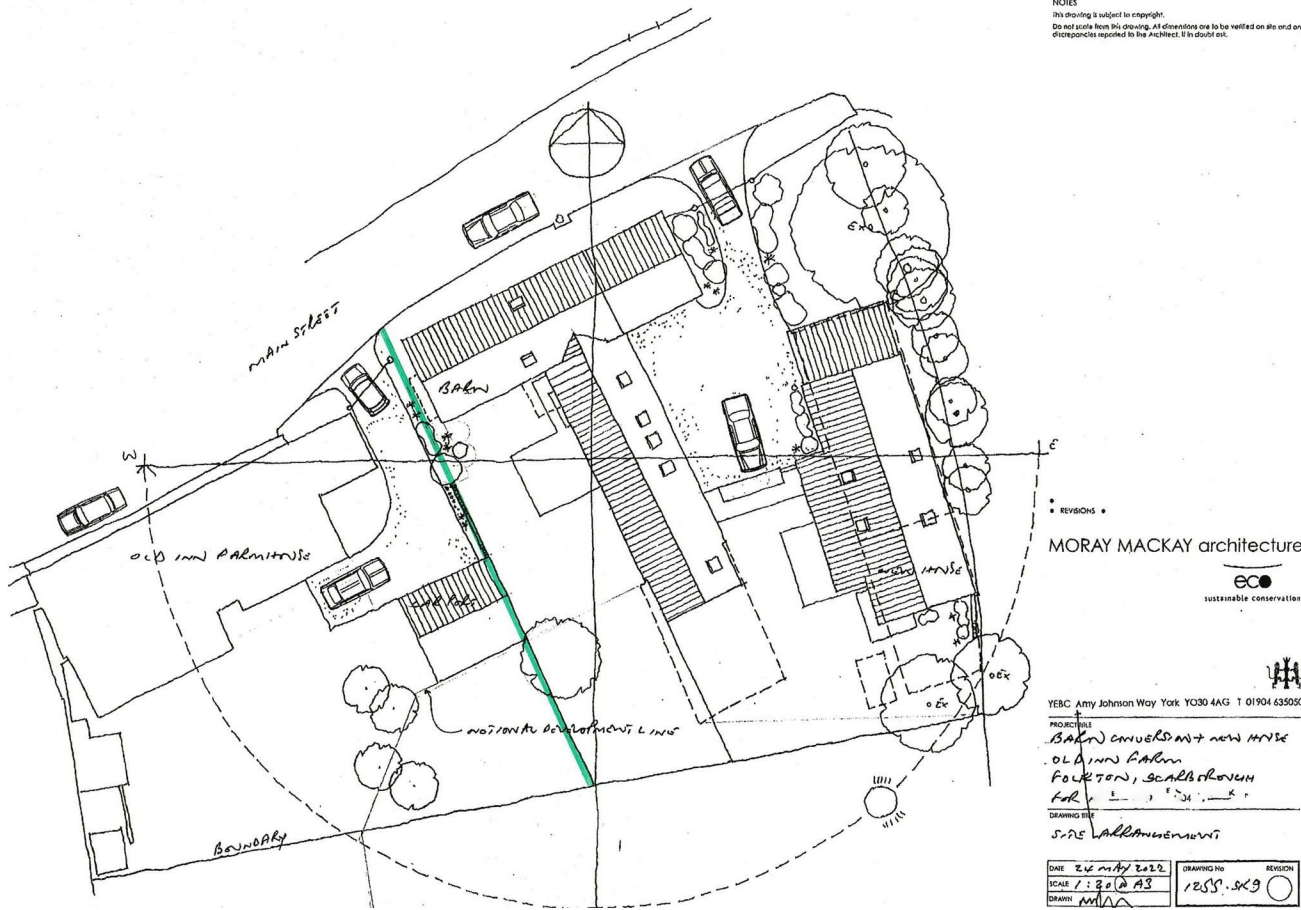 NOTES
This drawing is subject to copyright.
Do not scale from this drawing. All dimensions are to be verified on site and any
discrepancies reported to the Architect. If in doubt ask.
MAIN STREET
BARN
EX
W
E
OLD INN FARMHOUSE
CAR PORT
NEW HOUSE
EX
EX
NOTIONAL DEVELOPMENT LINE
BOUNDARY
REVISIONS
MORAY MACKAY architecture
eco
sustainable conservation
YEBC Amy Johnson Way York YO30 4AG T 01904 635050
PROJECT TITLE
BARN CONVERSION + NEW HOUSE
OLD INN FARM
FOLKTON, SCARBOROUGH
FOR
DRAWING TITLE
SITE ARRANGEMENT
DATE 24 MAY 2022
SCALE @ A3
DRAWN
DRAWING No
1255.SK9
REVISION